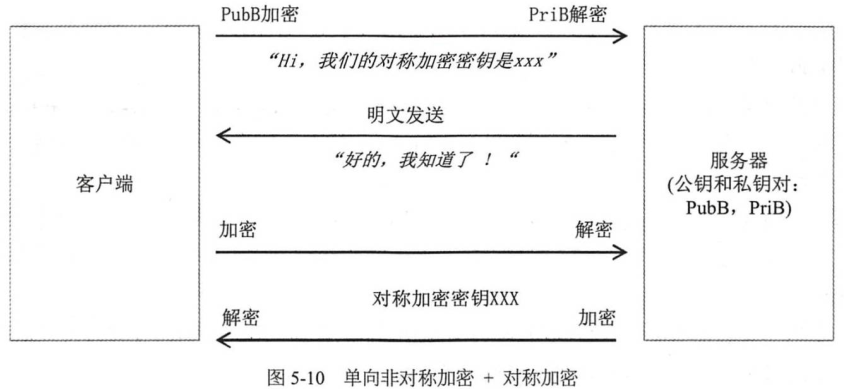 PubB加密 PriB解密
“Hi, 我们的对称加密密钥是xxx”
明文发送
“好的，我知道了 ！ “
客户端
服务器
(公钥和私钥对：
PubB，PriB)
加密 解密
对称加密密钥XXX
解密 加密
图 5-10 单向非对称加密 + 对称加密